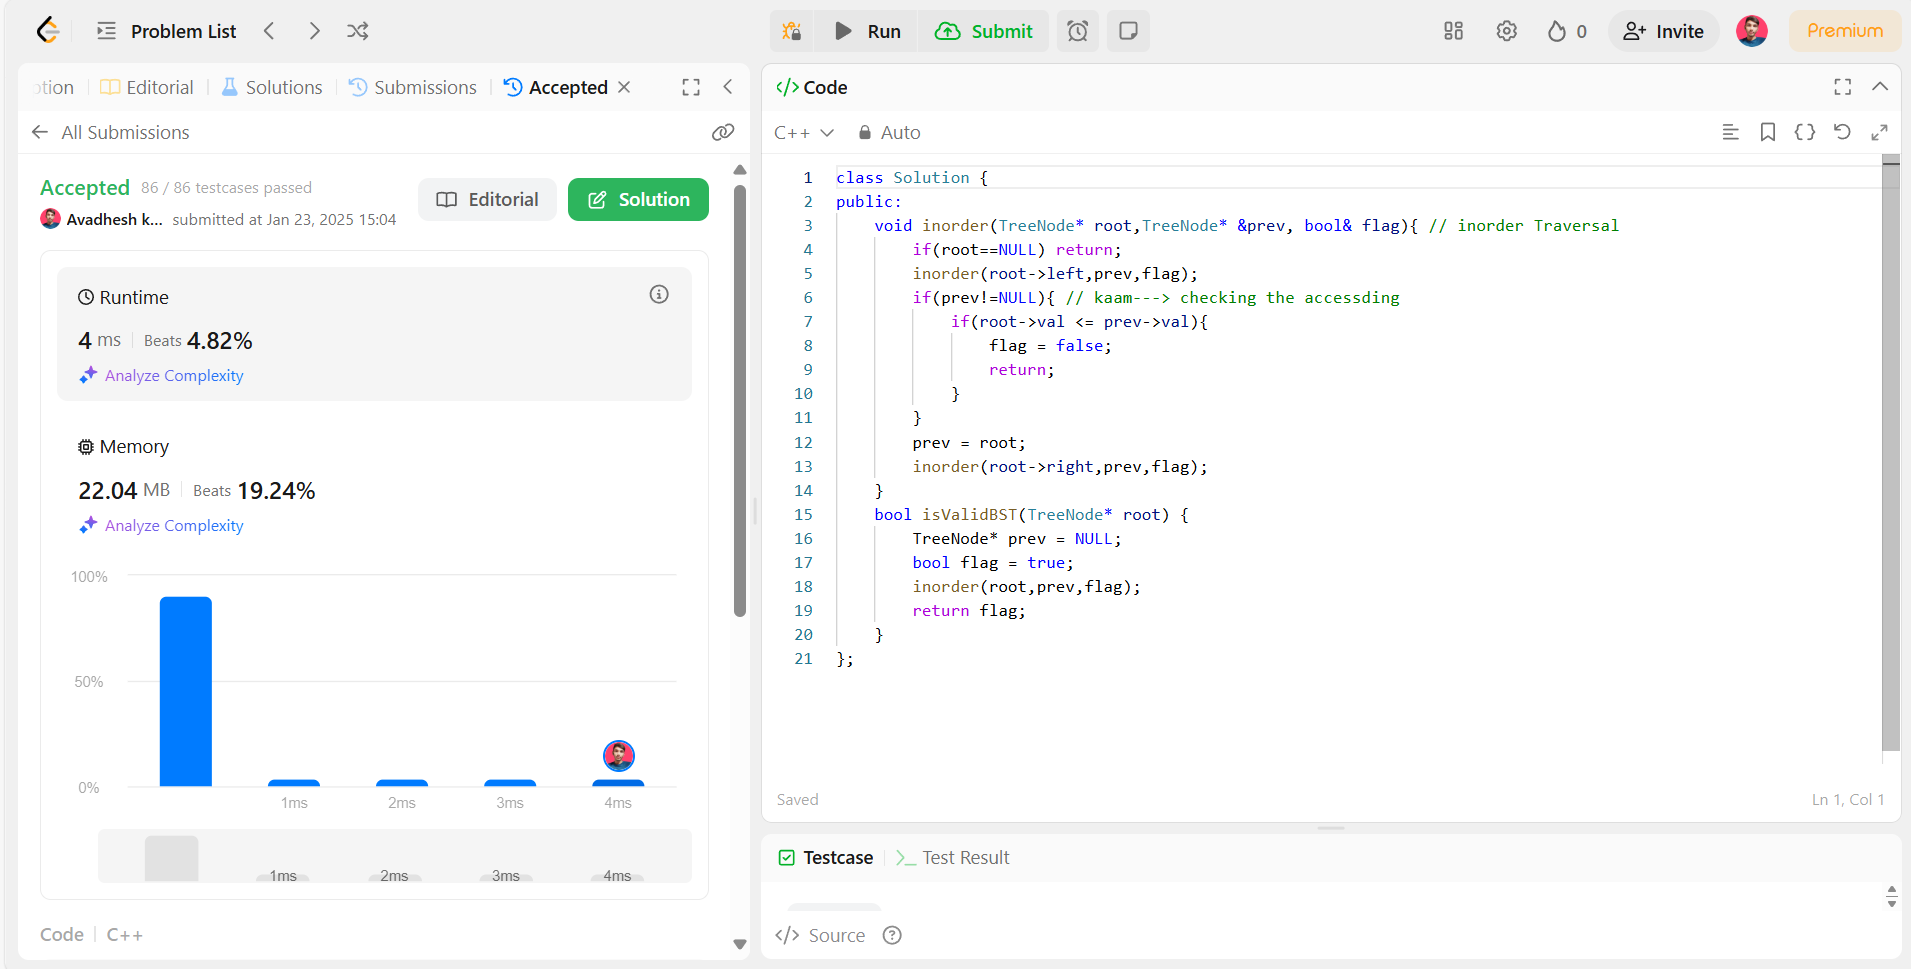 Problem List
Run
Submit
0
Invite
Premium
Editorial
Solutions
Submissions
Accepted
All Submissions
Accepted 86 / 86 testcases passed
Avadhesh k... submitted at Jan 23, 2025 15:04
Editorial
Solution
Runtime
4 ms Beats 4.82%
Analyze Complexity
Memory
22.04 MB Beats 19.24%
Analyze Complexity
100%
50%
0%
1ms 2ms 3ms 4ms
1ms 2ms 3ms 4ms
Code C++
</> Code
C++ Auto
1 class Solution {
2 public:
3 void inorder(TreeNode* root,TreeNode* &prev, bool& flag){ // inorder Traversal
4 if(root==NULL) return;
5 inorder(root->left,prev,flag);
6 if(prev!=NULL){ // kaam---> checking the accessding
7 if(root->val <= prev->val){
8 flag = false;
9 return;
10 }
11 }
12 prev = root;
13 inorder(root->right,prev,flag);
14 }
15 bool isValidBST(TreeNode* root) {
16 TreeNode* prev = NULL;
17 bool flag = true;
18 inorder(root,prev,flag);
19 return flag;
20 }
21 };
Saved
Ln 1, Col 1
Testcase
Test Result
</> Source